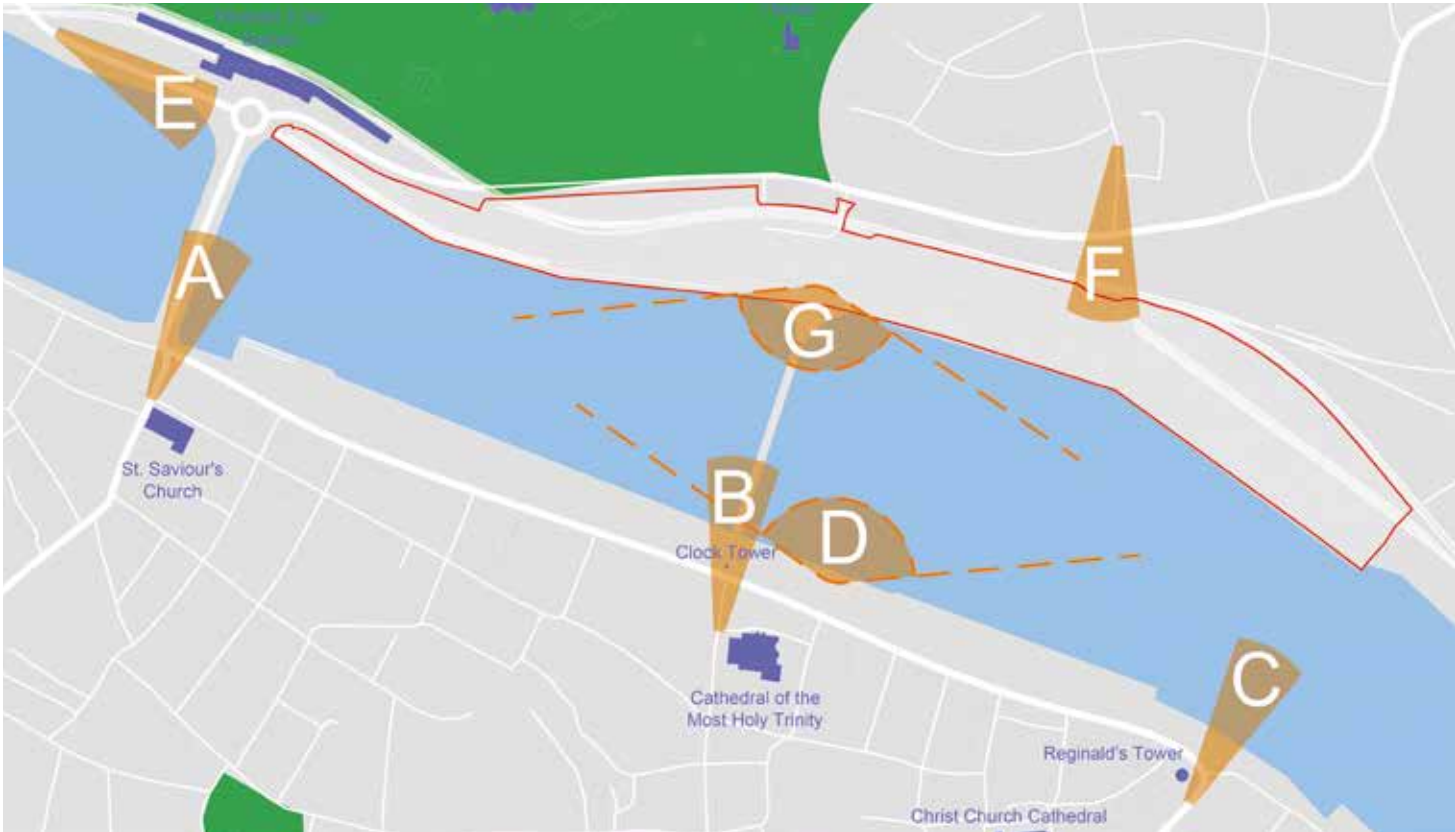 E
A
F
G
St. Saviour's
Church
B
D
Clock Tower
C
Cathedral of the
Most Holy Trinity
Reginald's Tower
Christ Church Cathedral